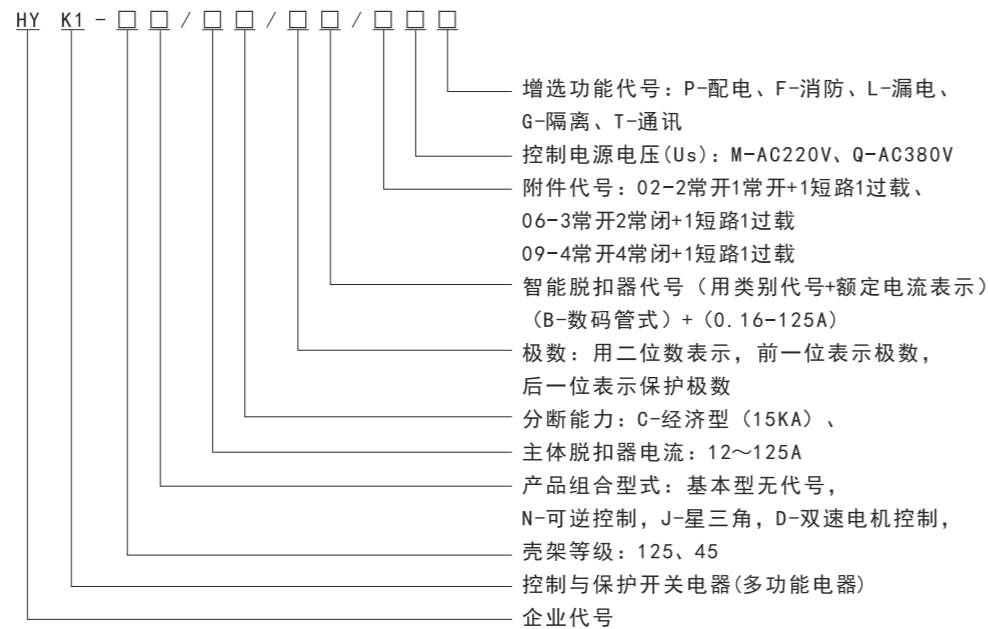 HY K1-□□/□□/□□/□□□
增选功能代号：P-配电、F-消防、L-漏电、
G-隔离、T-通讯
控制电源电压(Us)：M-AC220V、Q-AC380V
附件代号：02-2常开1常开+1短路1过载、
06-3常开2常闭+1短路1过载
09-4常开4常闭+1短路1过载
智能脱扣器代号（用类别代号+额定电流表示）
（B-数码管式）+（0.16-125A)
极数：用二位数表示，前一位表示极数，
后一位表示保护极数
分断能力：C-经济型（15KA）、
主体脱扣器电流：12～125A
产品组合型式：基本型无代号，
N-可逆控制，J-星三角，D-双速电机控制，
壳架等级：125、45
控制与保护开关电器(多功能电器)
企业代号